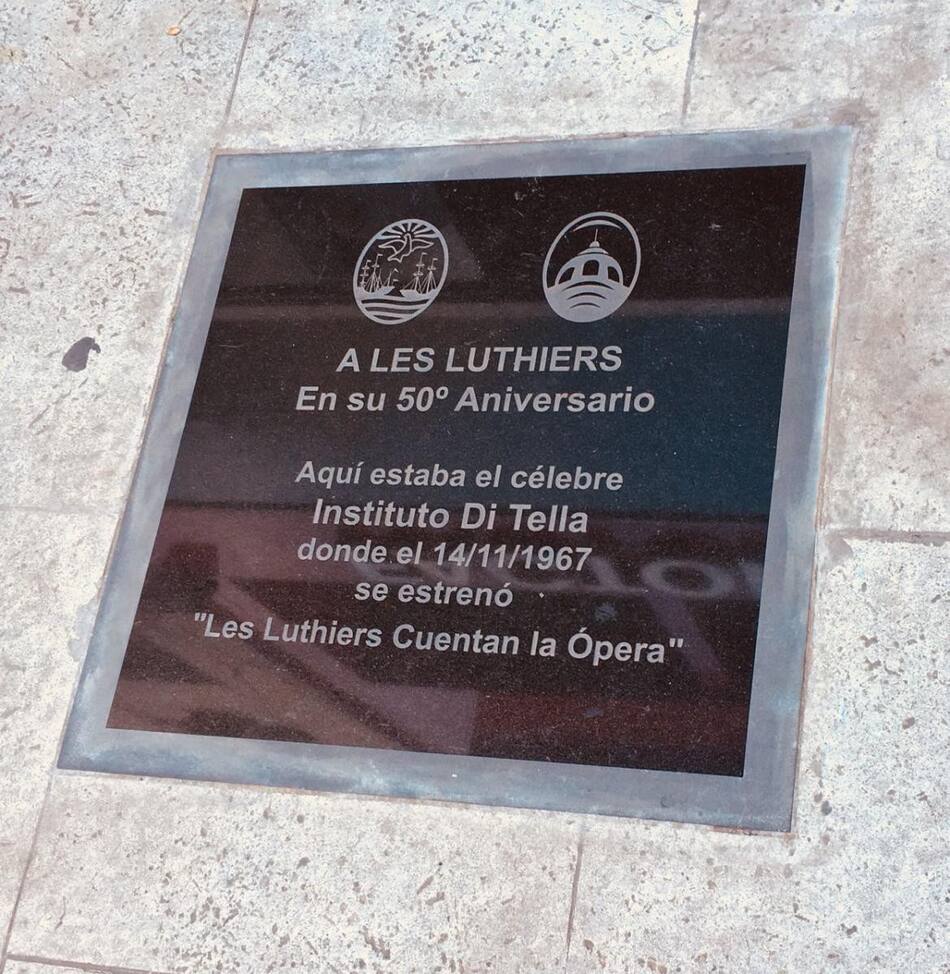 A LES LUTHIERS
En su 50º Aniversario
Aquí estaba el célebre
Instituto Di Tella
donde el 14/11/1967
se estrenó
"Les Luthiers Cuentan la Ópera"